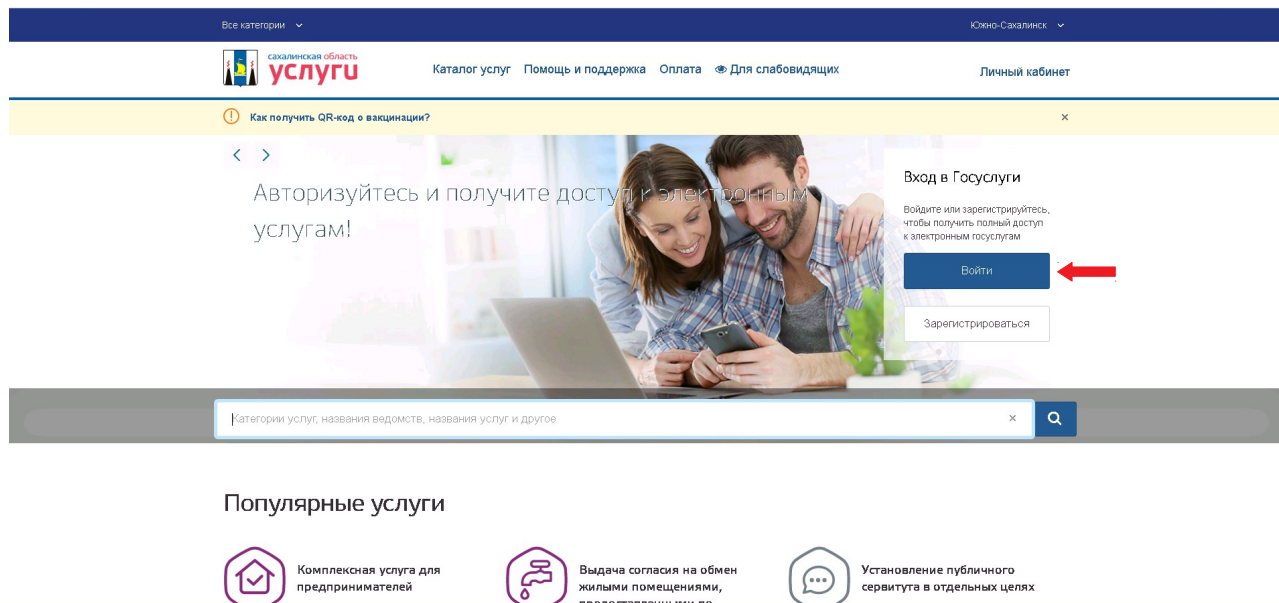 Все категории
Южно-Сахалинск
сахалинская область
услуги
Каталог услуг Помощь и поддержка Оплата Для слабовидящих
Личный кабинет
Как получить QR-код о вакцинации?
Авторизуйтесь и получите доступ к электронным
услугам!
Вход в Госуслуги
Войдите или зарегистрируйтесь,
чтобы получить полный доступ
к электронным госуслугам
Войти
Зарегистрироваться
Категории услуг, названия ведомств, названия услуг и другое
Популярные услуги
Комплексная услуга для
предпринимателей
Выдача согласия на обмен
жилыми помещениями,
предоставленными по
Установление публичного
сервитута в отдельных целях